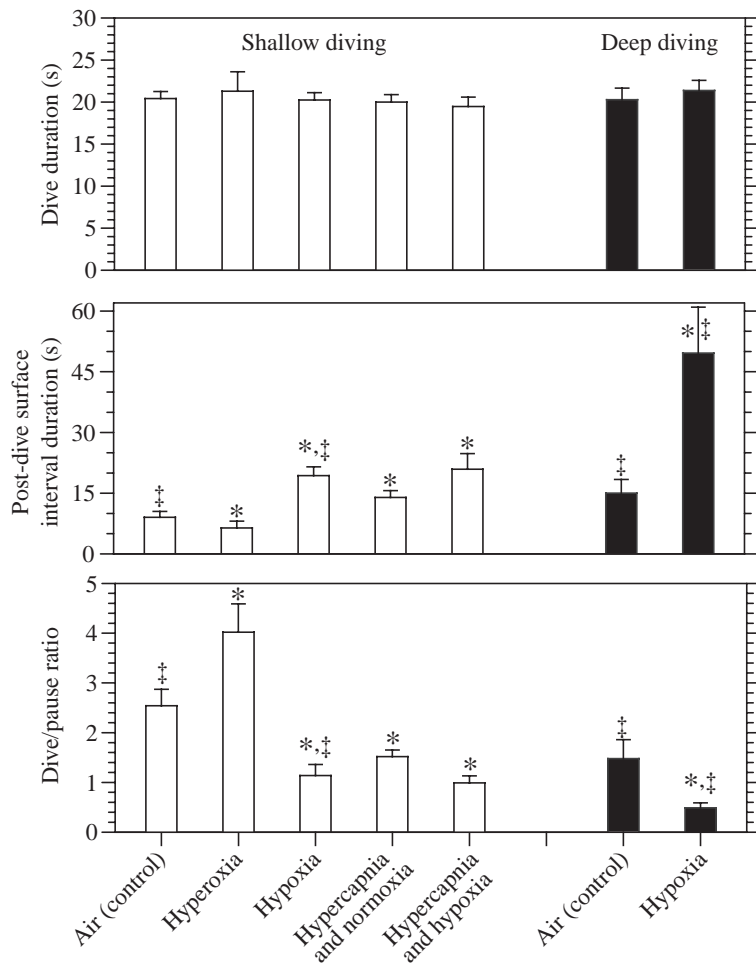 Shallow diving
Deep diving
Dive duration (s)
30
25
20
15
10
5
0
Post-dive surface
interval duration (s)
60
45
30
15
0
‡
*
*,‡
*
*
‡
*‡
Dive/pause ratio
5
4
3
2
1
0
‡
*
*,‡
*
*
‡
*,‡
Air (control)
Hyperoxia
Hypoxia
Hypercapnia
and normoxia
Hypercapnia
and hypoxia
Air (control)
Hypoxia